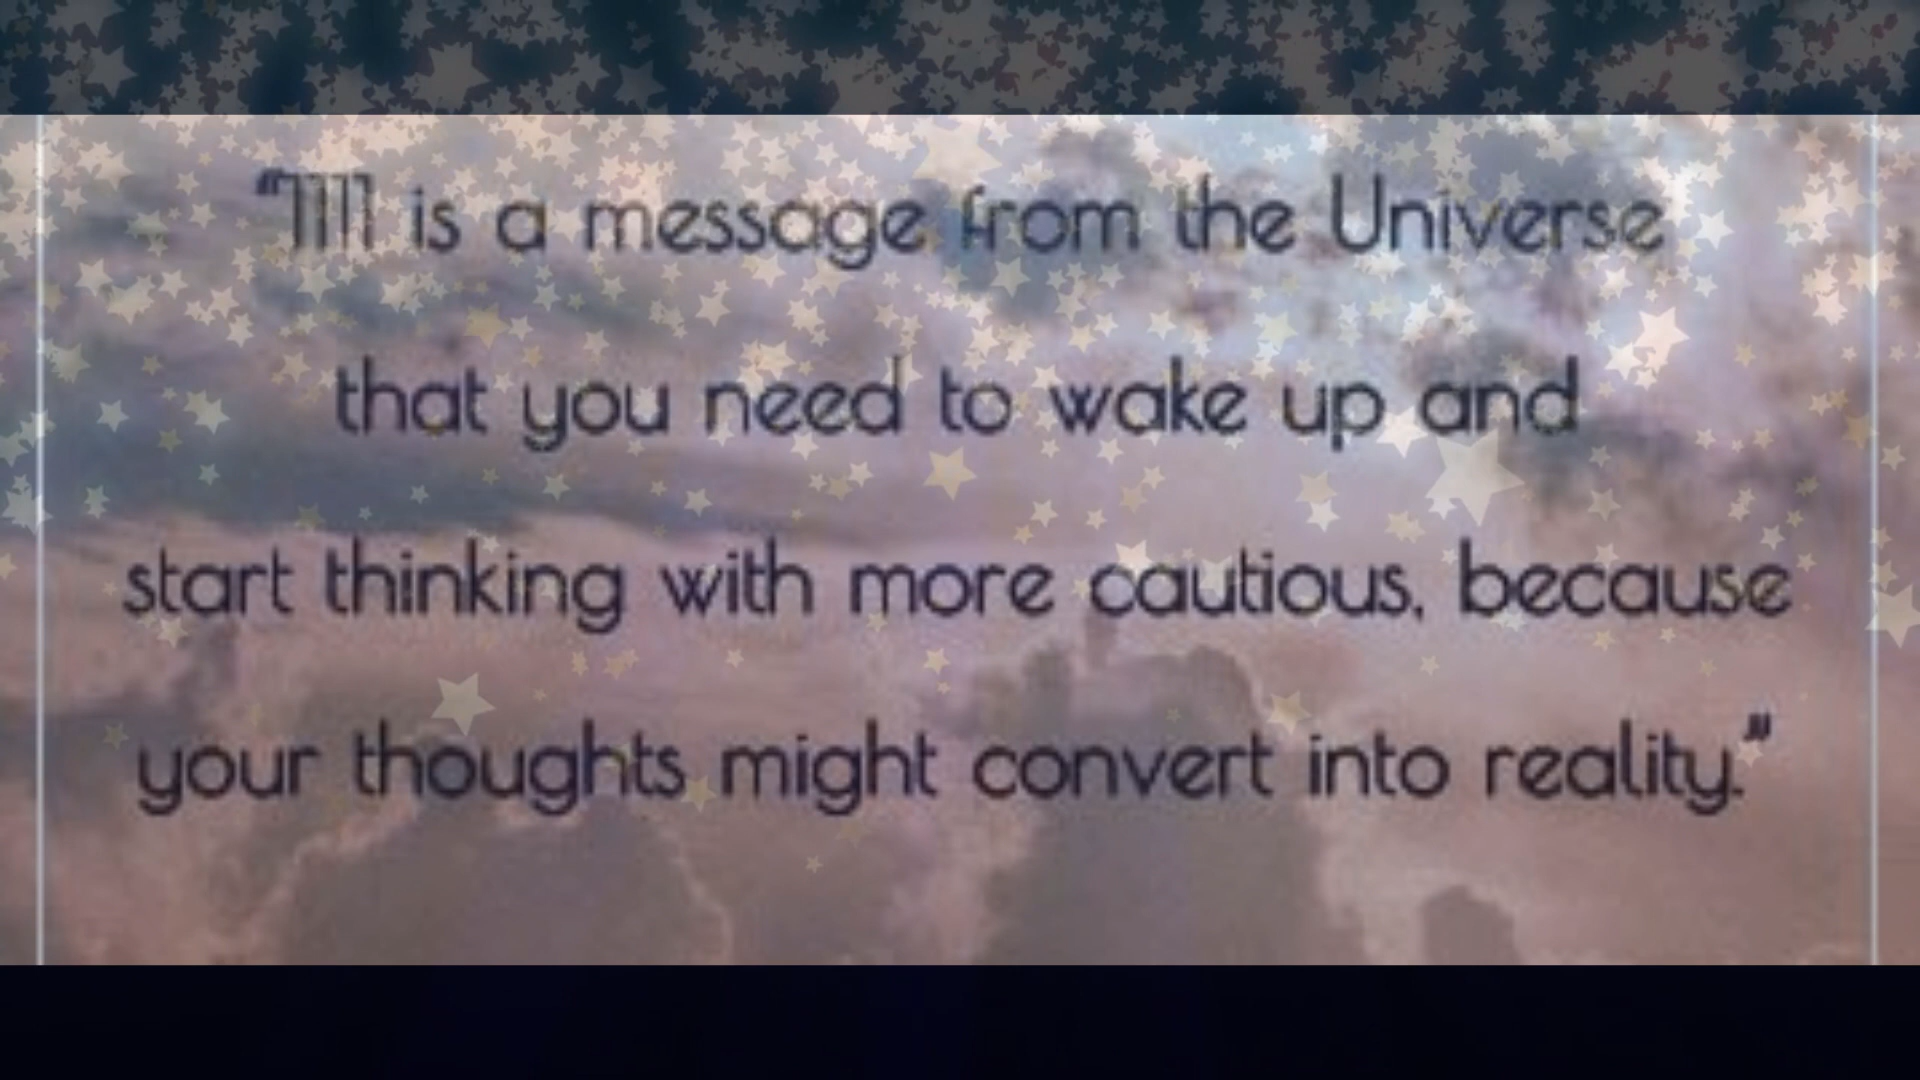 “1111 is a message from the Universe
that you need to wake up and
start thinking with more cautious, because
your thoughts might convert into reality.”